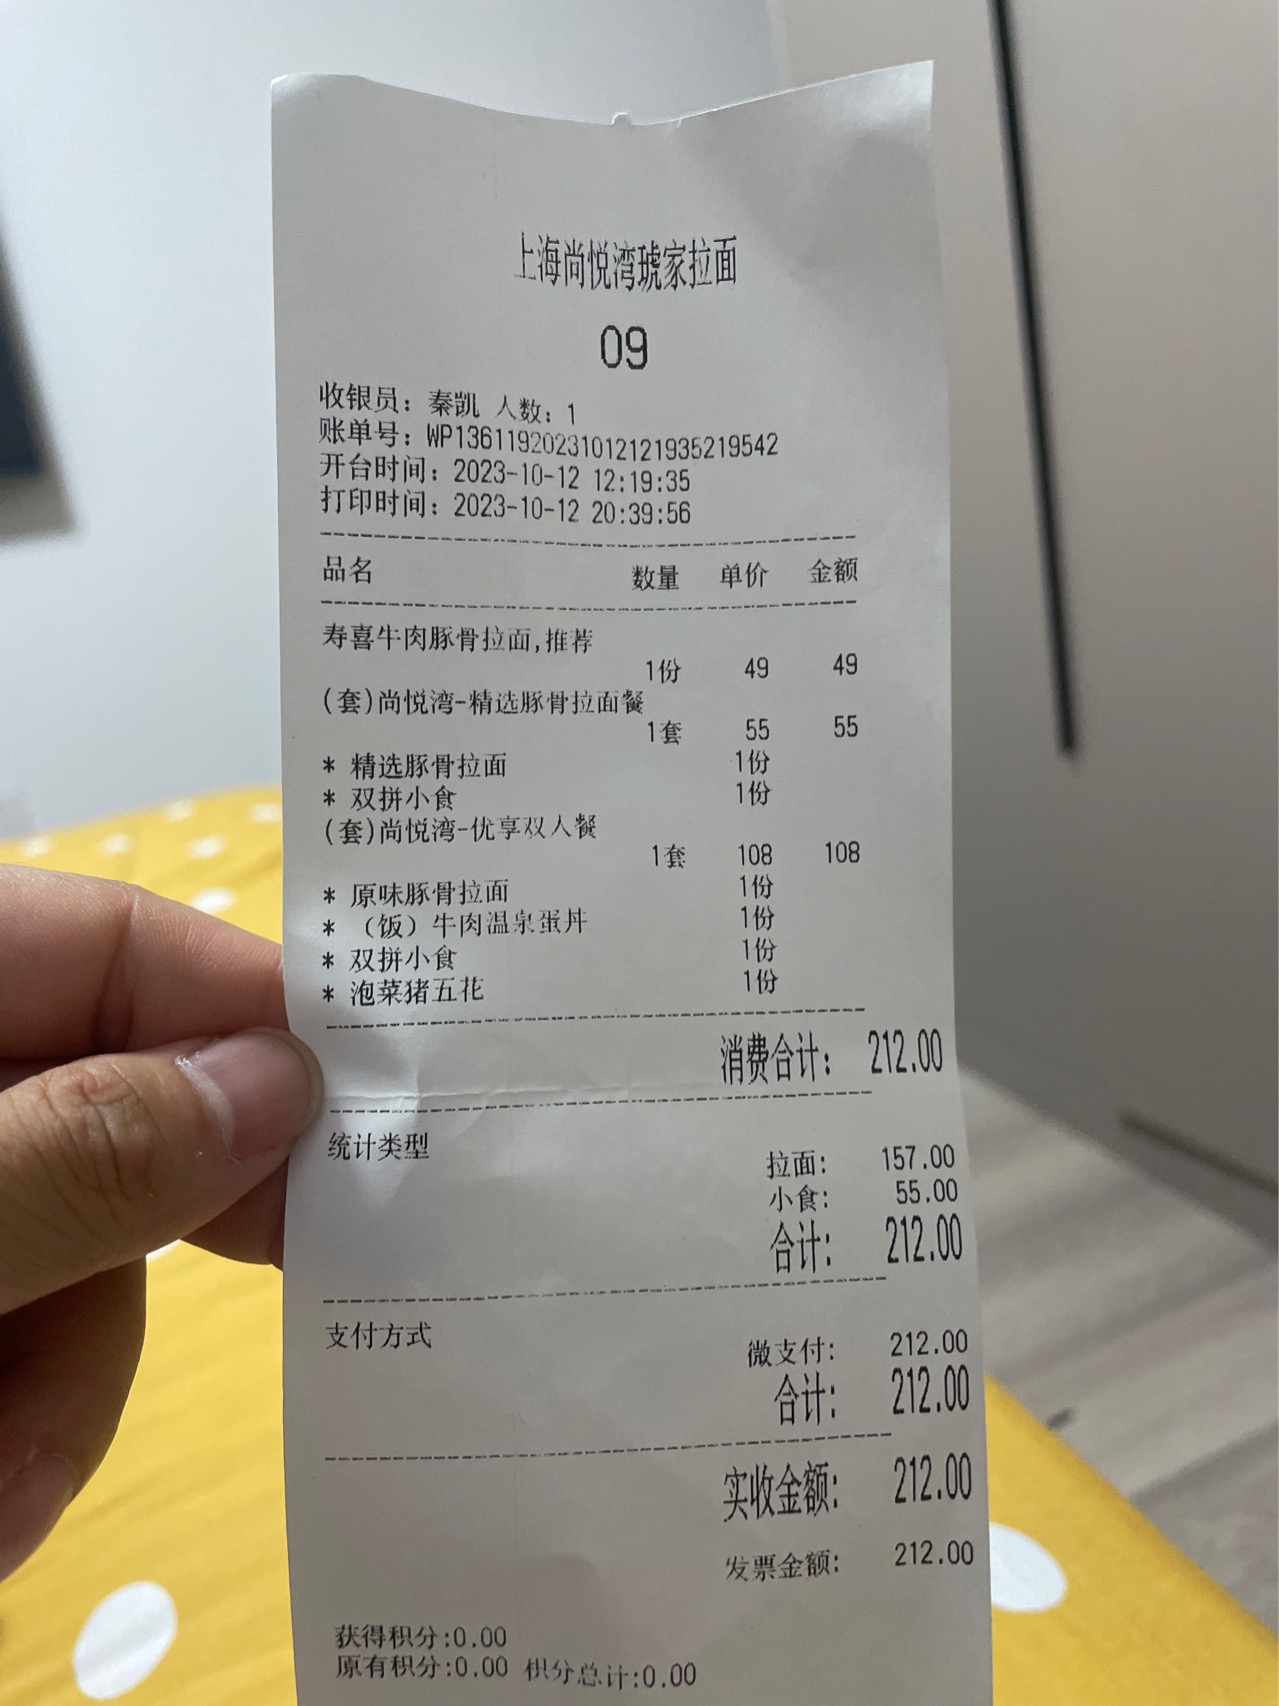 上海尚悦湾琥家拉面
09
收银员：秦凯 人数：1
账单号：WP13611920231012121935219542
开台时间：2023-10-12 12:19:35
打印时间：2023-10-12 20:39:56
品名 数量 单价 金额
寿喜牛肉豚骨拉面,推荐
1份 49 49
(套)尚悦湾-精选豚骨拉面餐
1套 55 55
* 精选豚骨拉面 1份
* 双拼小食 1份
(套)尚悦湾-优享双人餐
1套 108 108
* 原味豚骨拉面 1份
* （饭）牛肉温泉蛋丼 1份
* 双拼小食 1份
* 泡菜猪五花 1份
消费合计： 212.00
统计类型
拉面: 157.00
小食: 55.00
合计: 212.00
支付方式
微支付: 212.00
合计: 212.00
实收金额: 212.00
发票金额: 212.00
获得积分:0.00
原有积分:0.00 积分总计:0.00